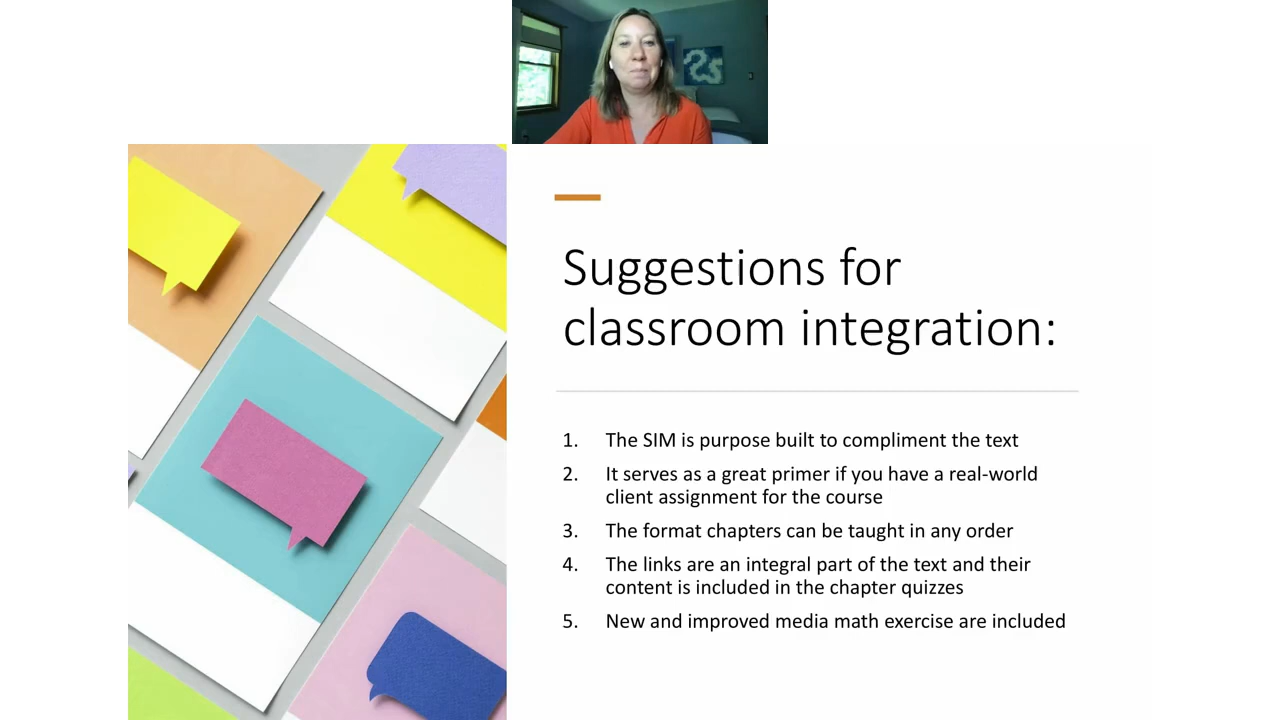 Suggestions for
classroom integration:
1. The SIM is purpose built to compliment the text
2. It serves as a great primer if you have a real-world
client assignment for the course
3. The format chapters can be taught in any order
4. The links are an integral part of the text and their
content is included in the chapter quizzes
5. New and improved media math exercise are included